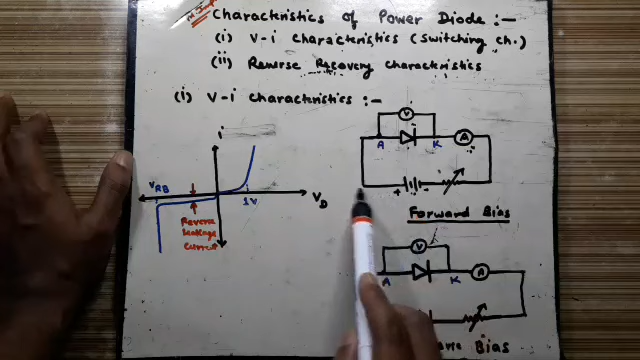 Characteristics of Power Diode :-
(i) V-i Characteristics (Switching ch.)
(ii) Reverse Recovery Characteristics
(i) V-i Characteristics :-
i
V
A
K
A
+
-
VRB
1V
VD
Reverse
Leakage
Current
Forward Bias
V
A
K
A
Bias